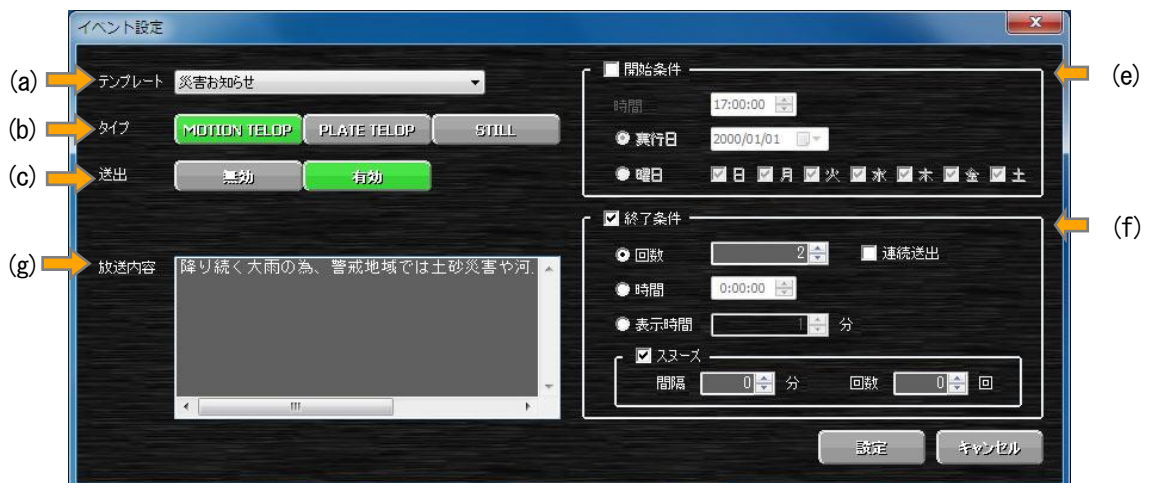 イベント設定
(a) テンプレート 災害お知らせ
(b) タイプ MOTION TELOP PLATE TELOP STILL
(c) 送出 無効 有効
(g) 放送内容 降り続く大雨の為、警戒地域では土砂災害や河
開始条件 (e)
時間 17:00:00
実行日 2000/01/01
曜日 日 月 火 水 木 金 土
終了条件 (f)
回数 2 連続送出
時間 0:00:00
表示時間 1 分
スヌーズ
間隔 0 分 回数 0 回
設定 キャンセル